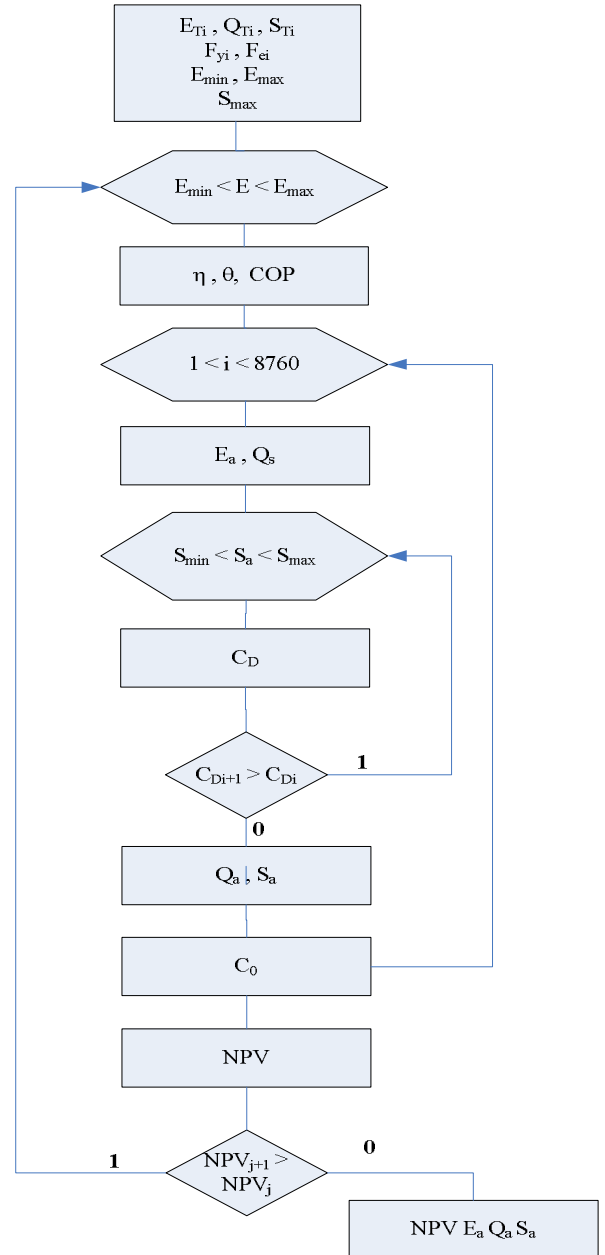 E_Ti , Q_Ti , S_Ti
F_yi , F_ei
E_min , E_max
S_max
E_min < E < E_max
η , θ, COP
1 < i < 8760
E_a , Q_s
S_min < S_a < S_max
C_D
C_Di+1 > C_Di
1
0
Q_a , S_a
C_0
NPV
NPV_j+1 >
NPV_j
1
0
NPV E_a Q_a S_a